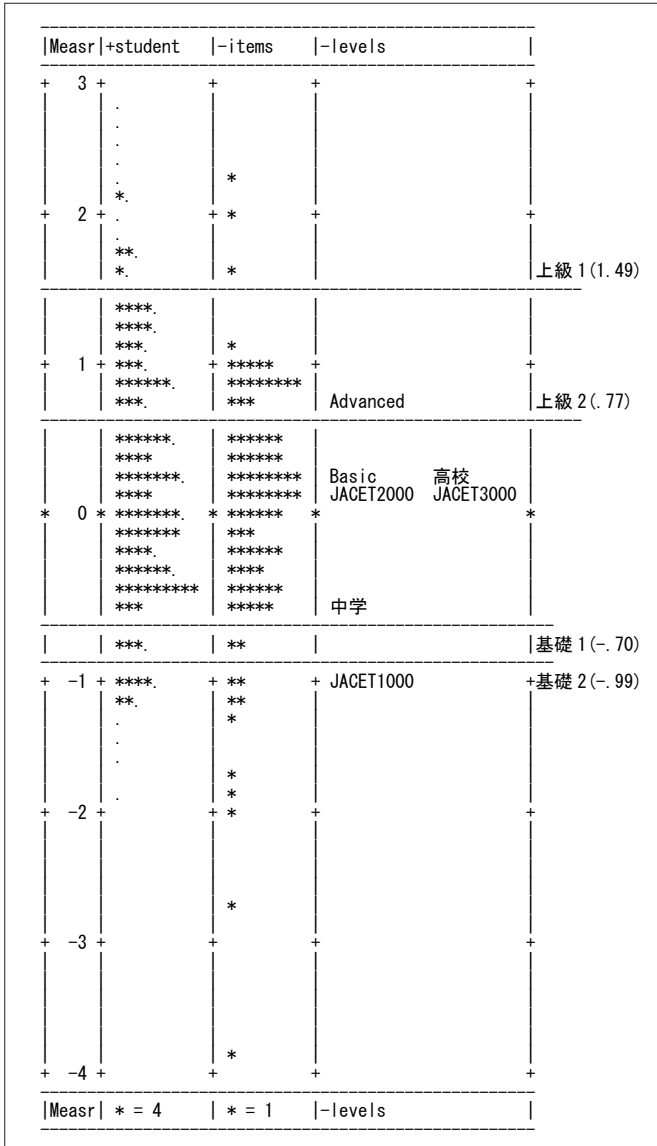 |Measr|+student |-items |-levels |
+ 3 + + + +
| | . | | |
| | . | | |
| | . | | |
| | . | | |
| | . | * | |
| | *. | | |
+ 2 + . + * + +
| | . | | |
| | **. | | |
| | *. | * | |上級 1(1.49)
| | ****. | | |
| | ****. | | |
| | ***. | * | |
+ 1 + ***. + ***** + +
| | ******. | ******** | |
| | ***. | *** | Advanced |上級 2(.77)
| | ******. | ****** | |
| | **** | ****** | |
| | *******. | ******** | Basic 高校 |
| | **** | ******** | JACET2000 JACET3000 |
* 0 * *******. * ****** * *
| | ******* | *** | |
| | ****. | ****** | |
| | ******. | **** | |
| | ********* | ****** | |
| | *** | ***** | 中学 |
| | ***. | ** | |基礎 1(-.70)
+ -1 + ****. + ** + JACET1000 +基礎 2(-.99)
| | **. | ** | |
| | . | * | |
| | . | | |
| | . | | |
| | | * | |
| | . | * | |
+ -2 + + * + +
| | | * | |
+ -3 + + + +
| | | * | |
+ -4 + + + +
|Measr| * = 4 | * = 1 |-levels |